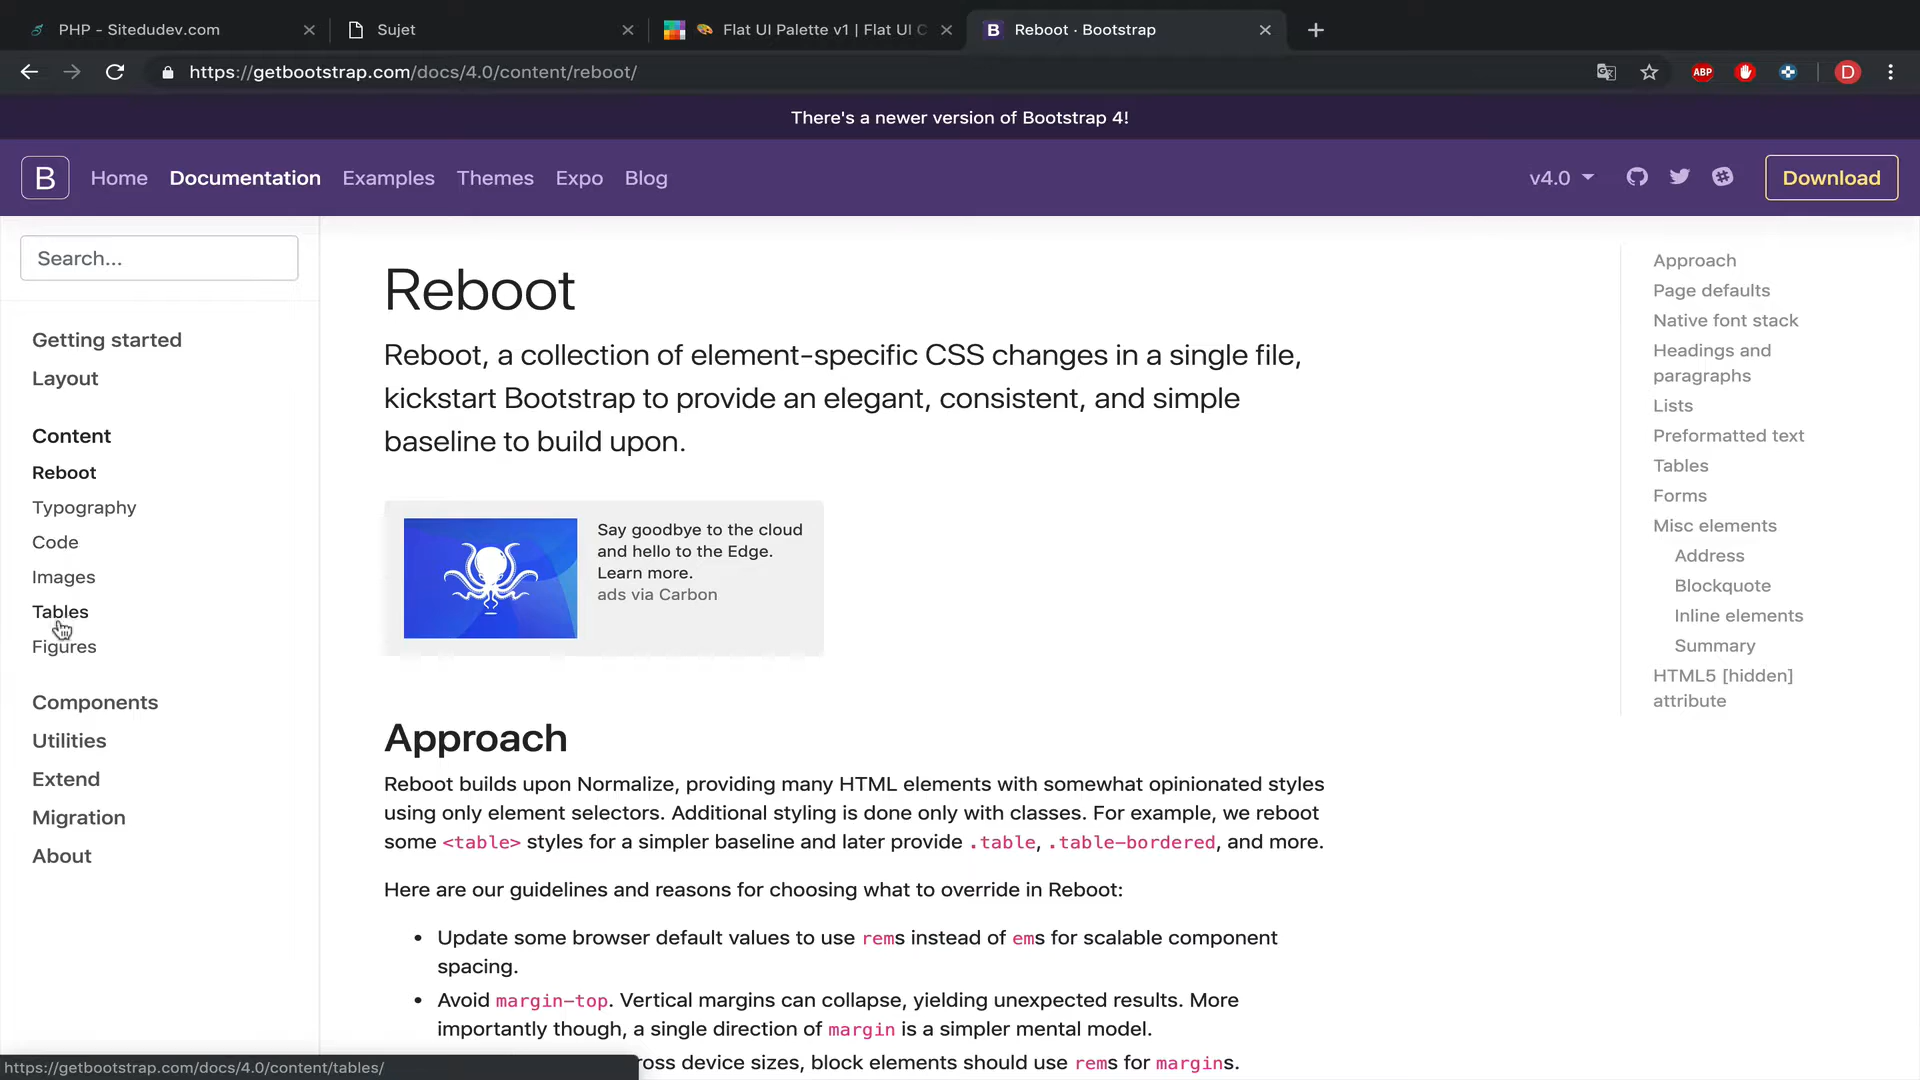 PHP - Sitedudev.com
Sujet
Flat UI Palette v1 | Flat UI C
B Reboot · Bootstrap
https://getbootstrap.com/docs/4.0/content/reboot/
ABP
D
There's a newer version of Bootstrap 4!
B Home Documentation Examples Themes Expo Blog
v4.0
Download
Search...
Getting started
Layout
Content
Reboot
Typography
Code
Images
Tables
Figures
Components
Utilities
Extend
Migration
About
Reboot
Reboot, a collection of element-specific CSS changes in a single file,
kickstart Bootstrap to provide an elegant, consistent, and simple
baseline to build upon.
Say goodbye to the cloud
and hello to the Edge.
Learn more.
ads via Carbon
Approach
Reboot builds upon Normalize, providing many HTML elements with somewhat opinionated styles
using only element selectors. Additional styling is done only with classes. For example, we reboot
some <table> styles for a simpler baseline and later provide .table, .table-bordered, and more.
Here are our guidelines and reasons for choosing what to override in Reboot:
• Update some browser default values to use rems instead of ems for scalable component
spacing.
• Avoid margin-top. Vertical margins can collapse, yielding unexpected results. More
importantly though, a single direction of margin is a simpler mental model.
ross device sizes, block elements should use rems for margins.
Approach
Page defaults
Native font stack
Headings and
paragraphs
Lists
Preformatted text
Tables
Forms
Misc elements
Address
Blockquote
Inline elements
Summary
HTML5 [hidden]
attribute
https://getbootstrap.com/docs/4.0/content/tables/